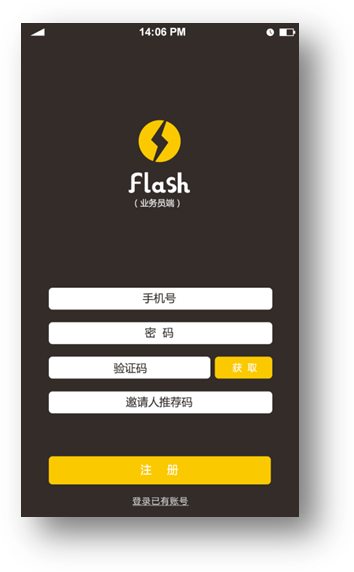 14:06 PM
Flash
（业务员端）
手机号
密 码
验证码
获 取
邀请人推荐码
注 册
登录已有账号